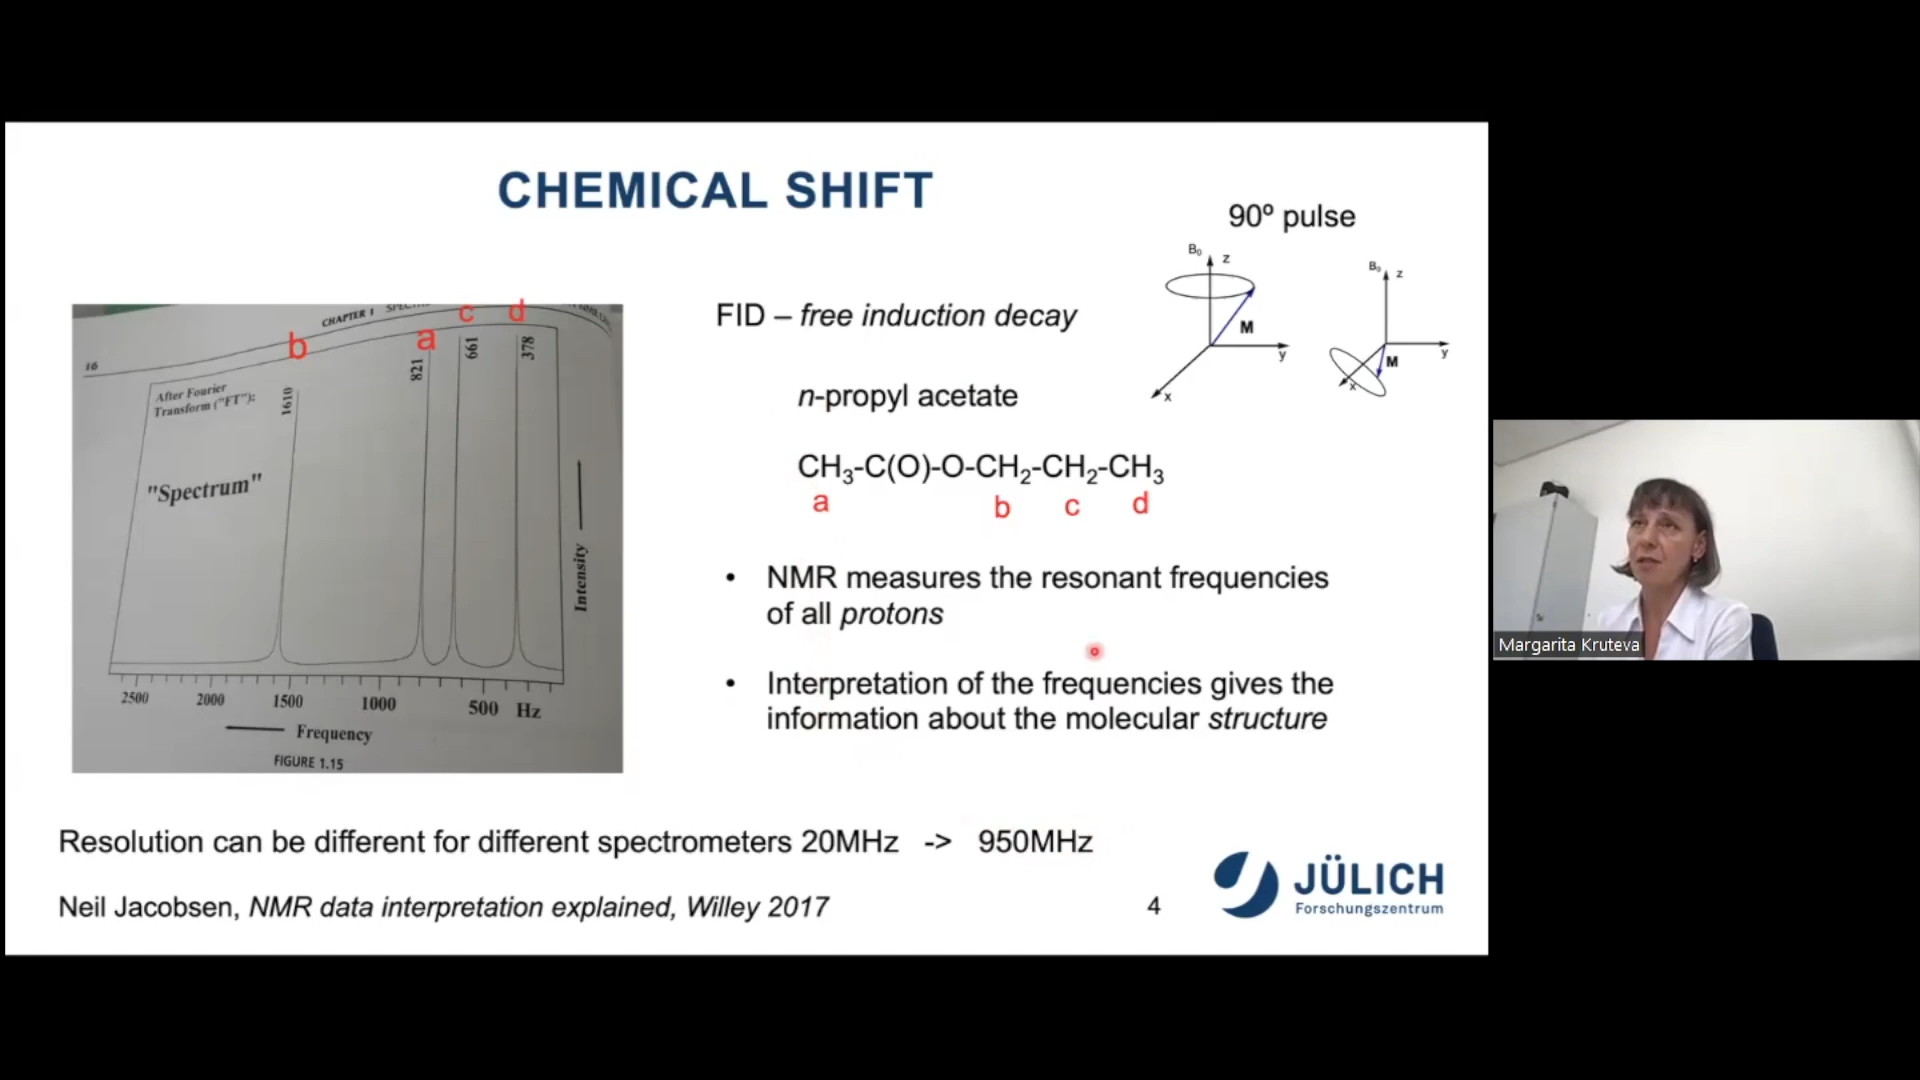 CHEMICAL SHIFT
90º pulse
B₀
z
M
y
x
B₀
z
M
y
x
FID – free induction decay
n-propyl acetate
CH₃-C(O)-O-CH₂-CH₂-CH₃
a b c d
• NMR measures the resonant frequencies
of all protons
• Interpretation of the frequencies gives the
information about the molecular structure
16
CHAPTER 1
b a c d
After Fourier
Transform ("FT"):
1610
821
661
378
"Spectrum"
Intensity
2500 2000 1500 1000 500 Hz
Frequency
FIGURE 1.15
Resolution can be different for different spectrometers 20MHz -> 950MHz
Neil Jacobsen, NMR data interpretation explained, Willey 2017
4
JÜLICH
Forschungszentrum
Margarita Kruteva